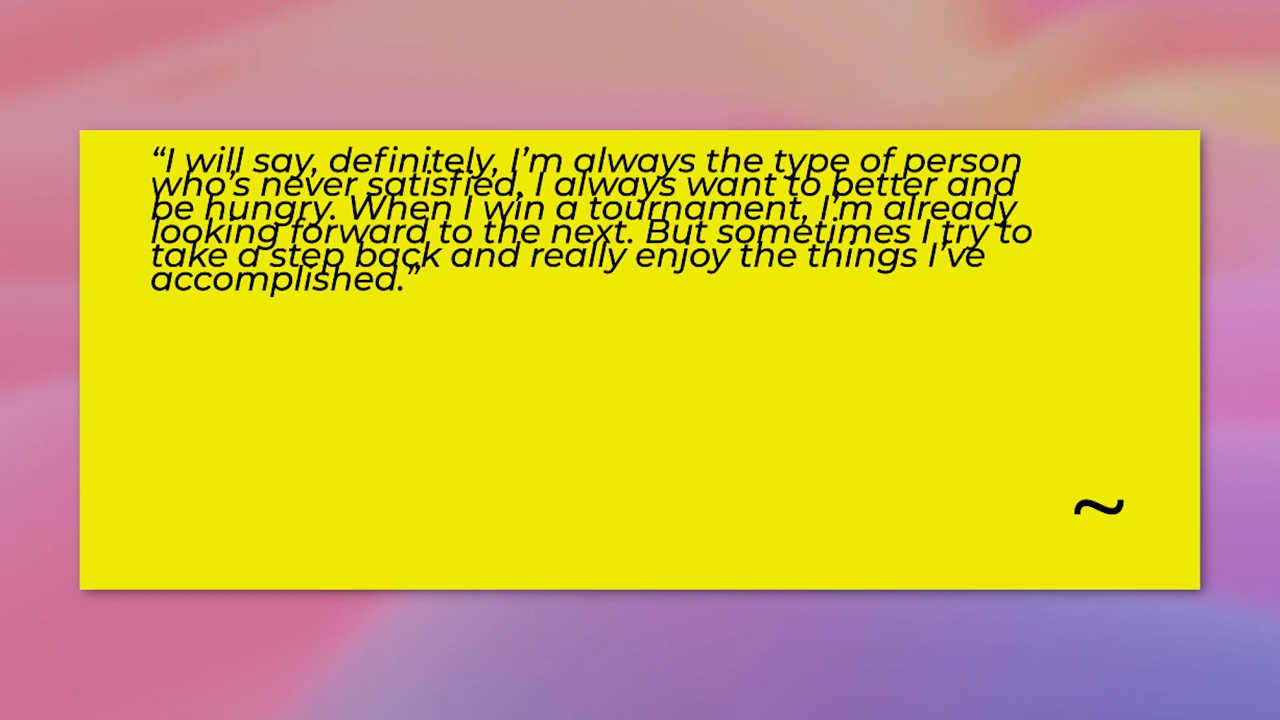 “I will say, definitely, I’m always the type of person
who’s never satisfied. I always want to better and
be hungry. When I win a tournament, I’m already
looking forward to the next. But sometimes I try to
take a step back and really enjoy the things I’ve
accomplished.”
~